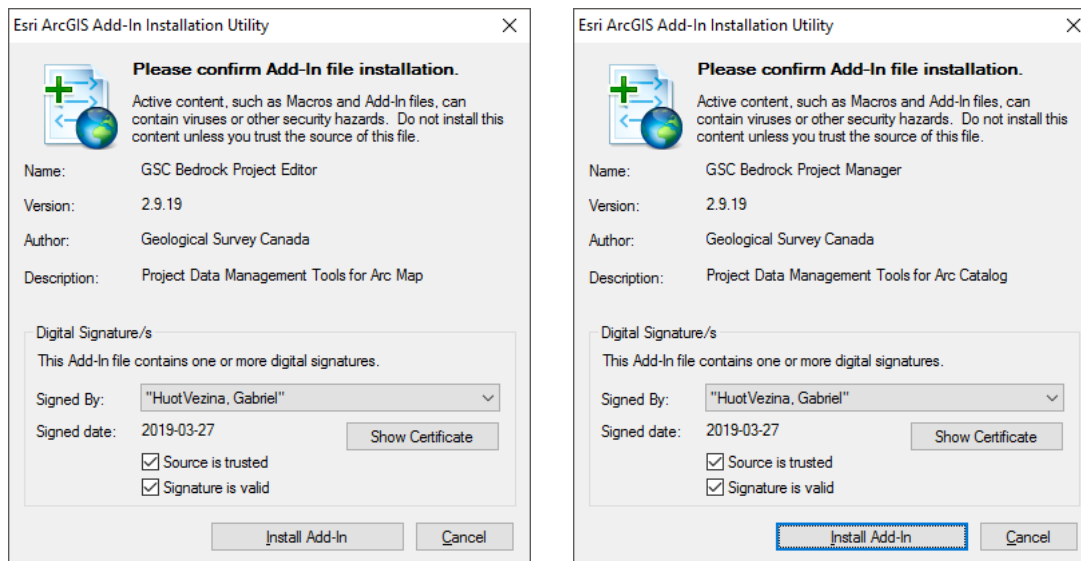 Esri ArcGIS Add-In Installation Utility
Please confirm Add-In file installation.
Active content, such as Macros and Add-In files, can
contain viruses or other security hazards. Do not install this
content unless you trust the source of this file.
Name: GSC Bedrock Project Editor
Version: 2.9.19
Author: Geological Survey Canada
Description: Project Data Management Tools for Arc Map
Digital Signature/s
This Add-In file contains one or more digital signatures.
Signed By: "HuotVezina, Gabriel"
Signed date: 2019-03-27 Show Certificate
Source is trusted
Signature is valid
Install Add-In Cancel
Esri ArcGIS Add-In Installation Utility
Please confirm Add-In file installation.
Active content, such as Macros and Add-In files, can
contain viruses or other security hazards. Do not install this
content unless you trust the source of this file.
Name: GSC Bedrock Project Manager
Version: 2.9.19
Author: Geological Survey Canada
Description: Project Data Management Tools for Arc Catalog
Digital Signature/s
This Add-In file contains one or more digital signatures.
Signed By: "HuotVezina, Gabriel"
Signed date: 2019-03-27 Show Certificate
Source is trusted
Signature is valid
Install Add-In Cancel